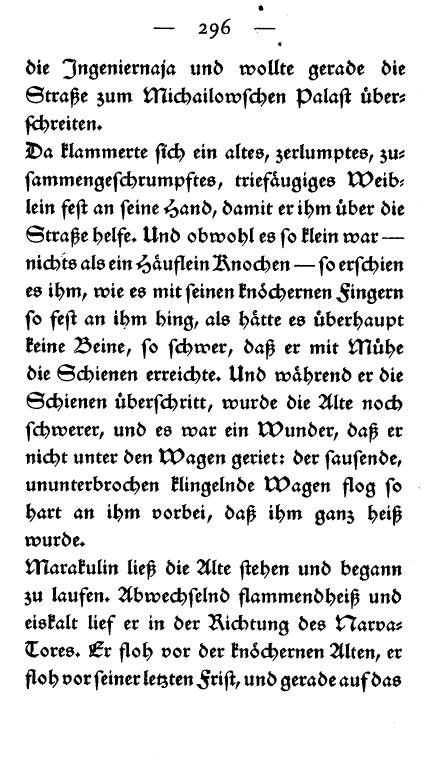 — 296 —
die Ingeniernaja und wollte gerade die
Straße zum Michailowschen Palast über-
schreiten.
Da klammerte sich ein altes, zerlumptes, zu-
sammengeschrumpftes, triefäugiges Weib-
lein fest an seine Hand, damit er ihm über die
Straße helfe. Und obwohl es so klein war —
nichts als ein Häuflein Knochen — so erschien
es ihm, wie es mit seinen knöchernen Fingern
so fest an ihm hing, als hätte es überhaupt
keine Beine, so schwer, daß er mit Mühe
die Schienen erreichte. Und während er die
Schienen überschritt, wurde die Alte noch
schwerer, und es war ein Wunder, daß er
nicht unter den Wagen geriet: der sausende,
ununterbrochen klingelnde Wagen flog so
hart an ihm vorbei, daß ihm ganz heiß
wurde.
Marakulin ließ die Alte stehen und begann
zu laufen. Abwechselnd flammendheiß und
eiskalt lief er in der Richtung des Narva-
Tores. Er floh vor der knöchernen Alten, er
floh vor seiner letzten Frist, und gerade auf das